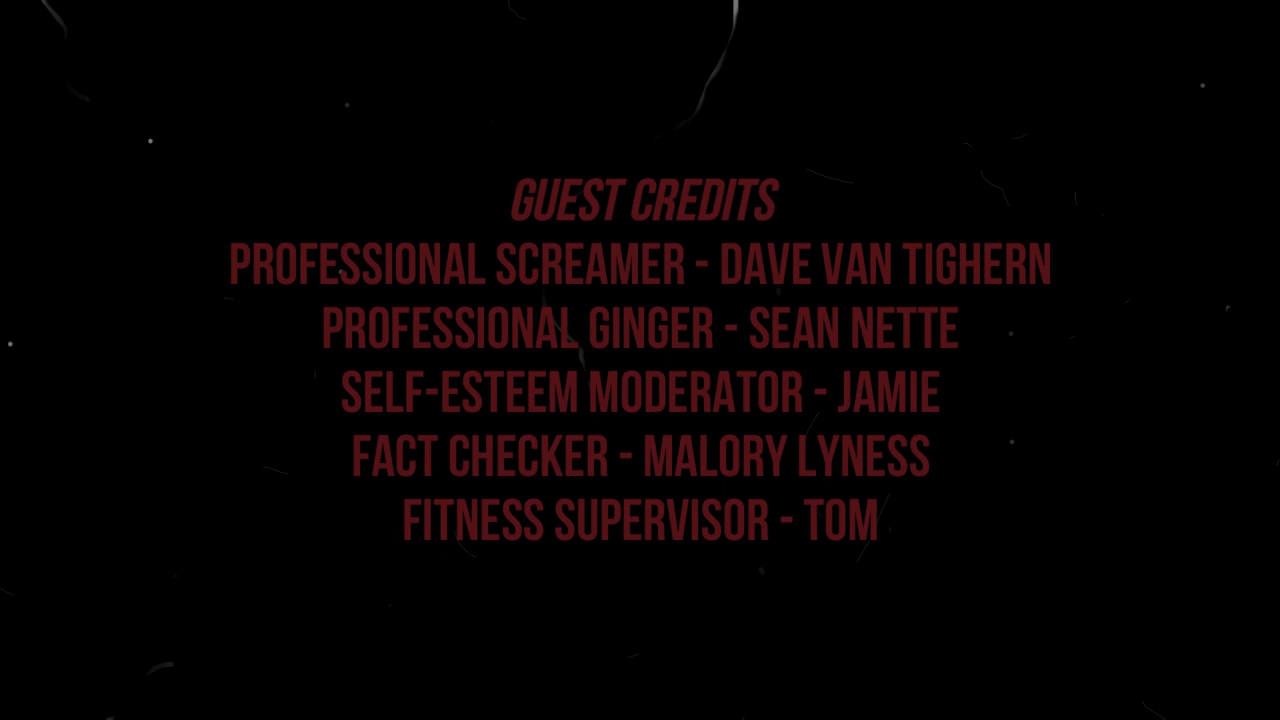 GUEST CREDITS
PROFESSIONAL SCREAMER - DAVE VAN TIGHERN
PROFESSIONAL GINGER - SEAN NETTE
SELF-ESTEEM MODERATOR - JAMIE
FACT CHECKER - MALORY LYNESS
FITNESS SUPERVISOR - TOM